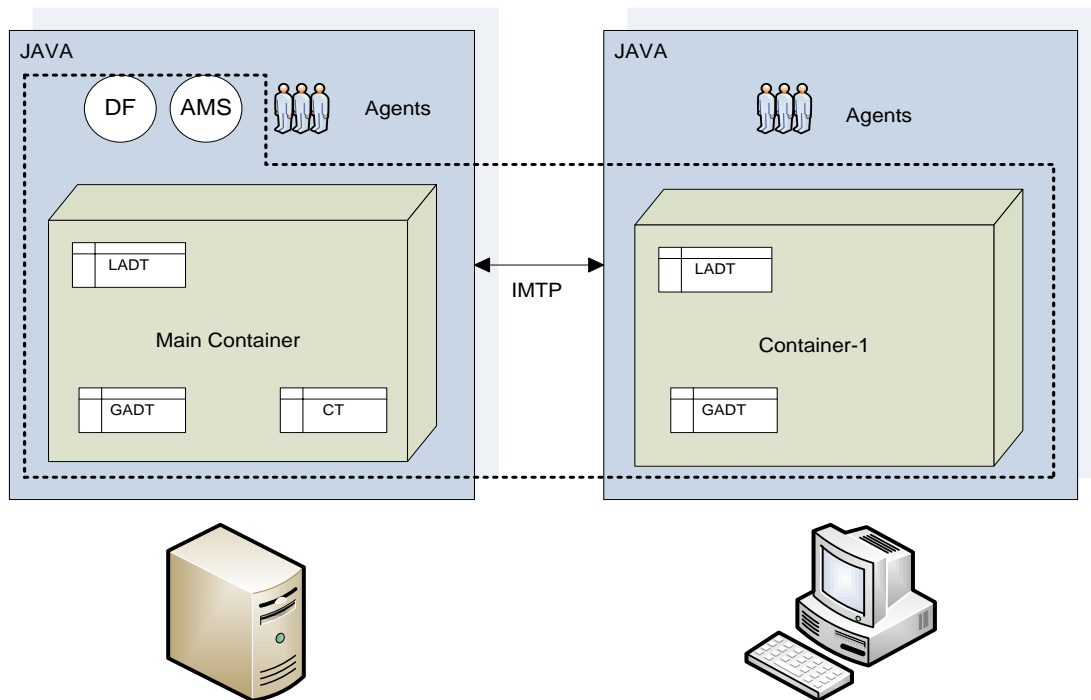 JAVA
DF
AMS
Agents
LADT
Main Container
GADT
CT
IMTP
JAVA
Agents
LADT
Container-1
GADT